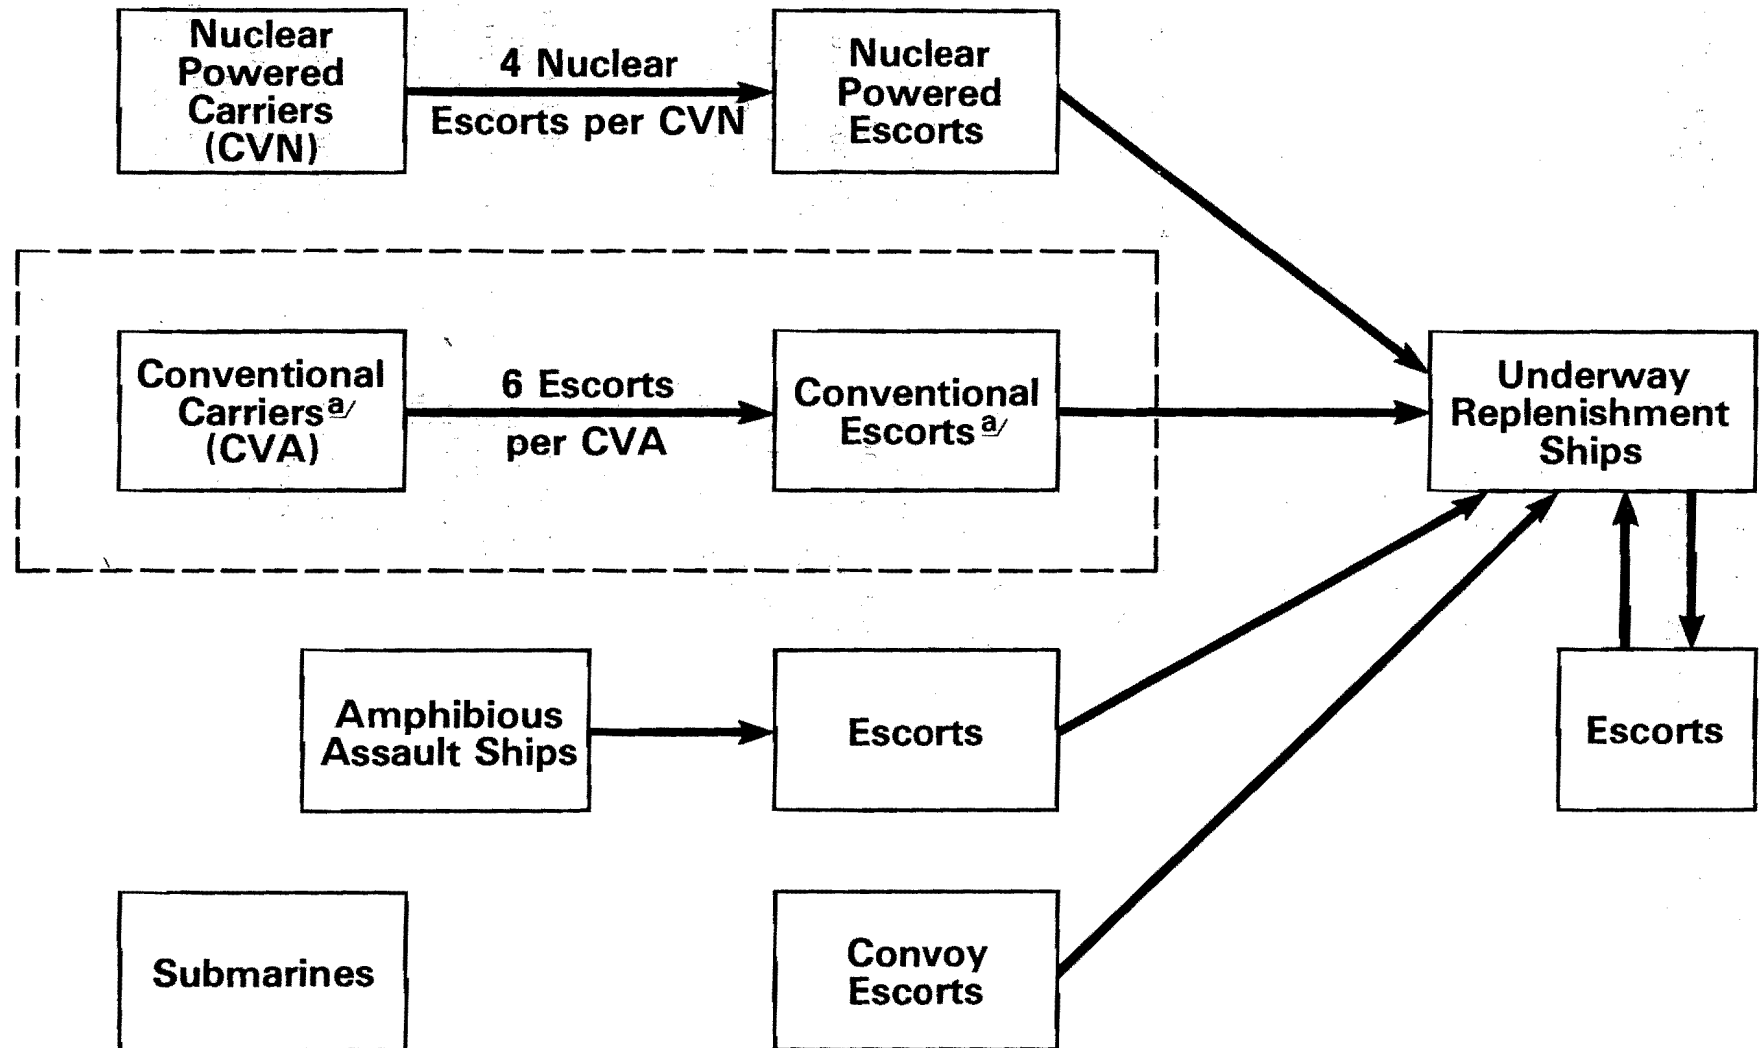 Nuclear
Powered
Carriers
(CVN)
4 Nuclear
Escorts per CVN
Nuclear
Powered
Escorts
Conventional
Carriers a/
(CVA)
6 Escorts
per CVA
Conventional
Escorts a/
Underway
Replenishment
Ships
Amphibious
Assault Ships
Escorts
Escorts
Submarines
Convoy
Escorts